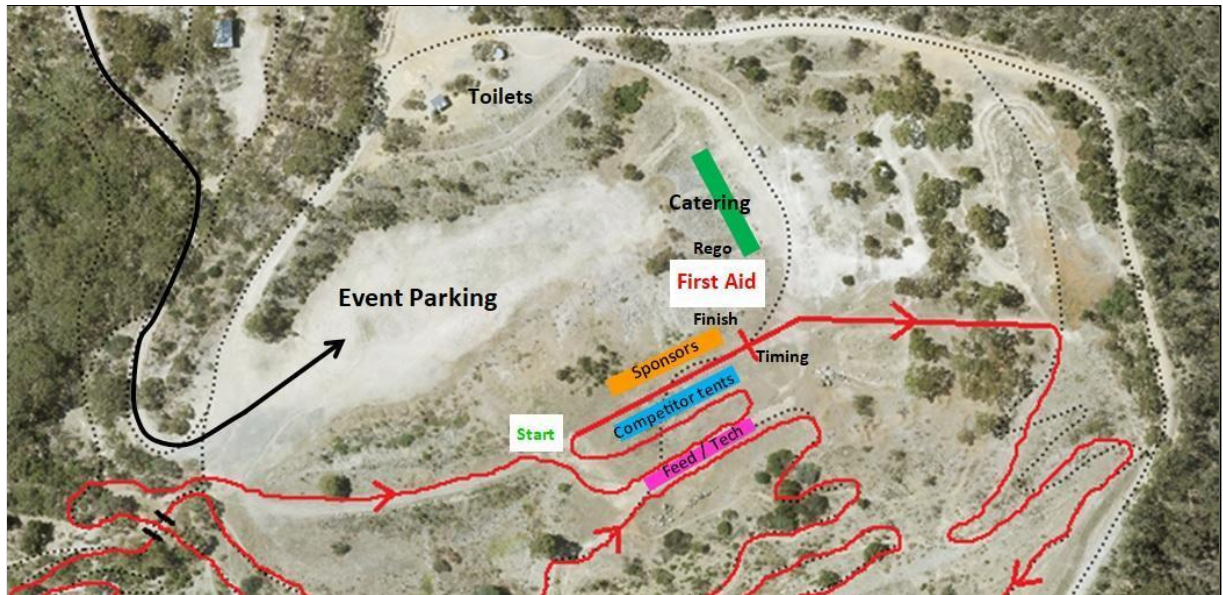 Toilets
Catering
Rego
First Aid
Event Parking
Finish
Sponsors
Timing
Competitor tents
Start
Feed / Tech